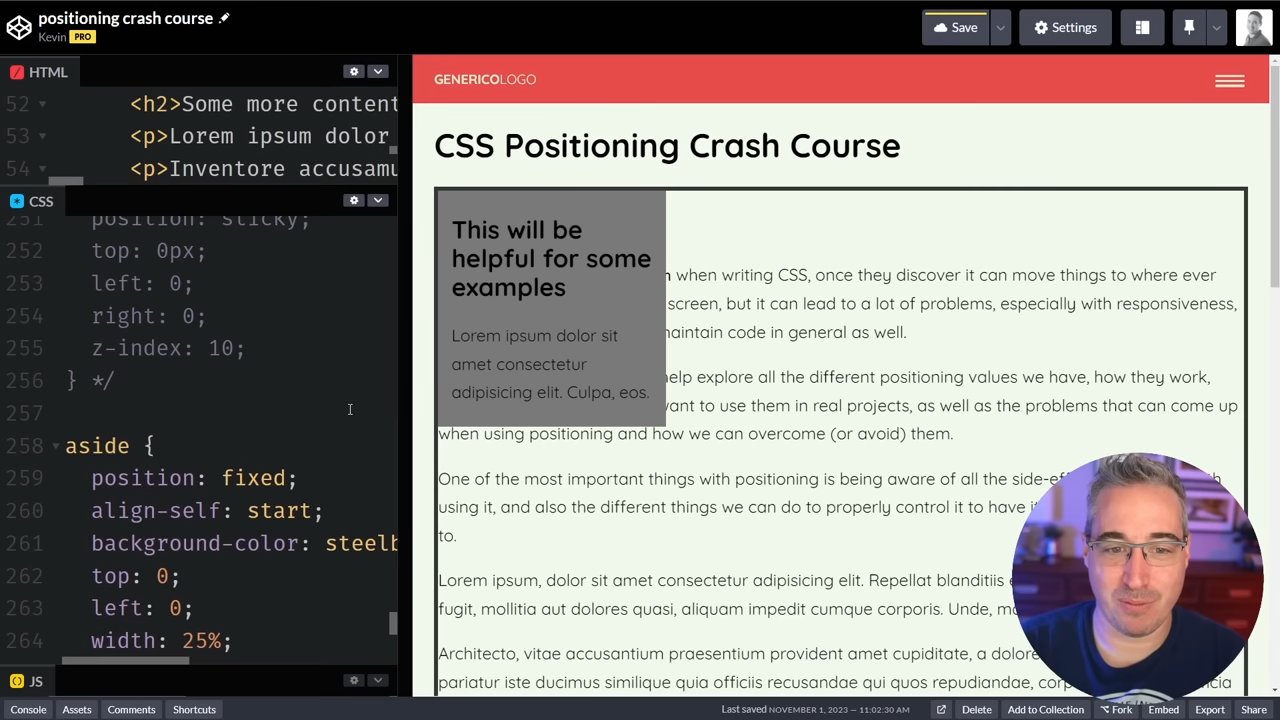 positioning crash course
Kevin PRO
Save
Settings
HTML
52 <h2>Some more content
53 <p>Lorem ipsum dolor
54 <p>Inventore accusamu
CSS
251 position: sticky;
252 top: 0px;
253 left: 0;
254 right: 0;
255 z-index: 10;
256 } */
257
258 aside {
259 position: fixed;
260 align-self: start;
261 background-color: steelb
262 top: 0;
263 left: 0;
264 width: 25%;
JS
GENERICOLOGO
CSS Positioning Crash Course
This will be
helpful for some
examples
Lorem ipsum dolor sit
amet consectetur
adipisicing elit. Culpa, eos.
when writing CSS, once they discover it can move things to where ever
screen, but it can lead to a lot of problems, especially with responsiveness,
maintain code in general as well.
help explore all the different positioning values we have, how they work,
want to use them in real projects, as well as the problems that can come up
when using positioning and how we can overcome (or avoid) them.
One of the most important things with positioning is being aware of all the side-ef
using it, and also the different things we can do to properly control it to have i
to.
Lorem ipsum, dolor sit amet consectetur adipisicing elit. Repellat blanditiis
fugit, mollitia aut dolores quasi, aliquam impedit cumque corporis. Unde, m
Architecto, vitae accusantium praesentium provident amet cupiditate, a dolor
pariatur iste ducimus similique quia officiis recusandae qui quos repudiandae, corp
Console Assets Comments Shortcuts Last saved NOVEMBER 1, 2023 — 11:02:30 AM Delete Add to Collection Fork Embed Export Share